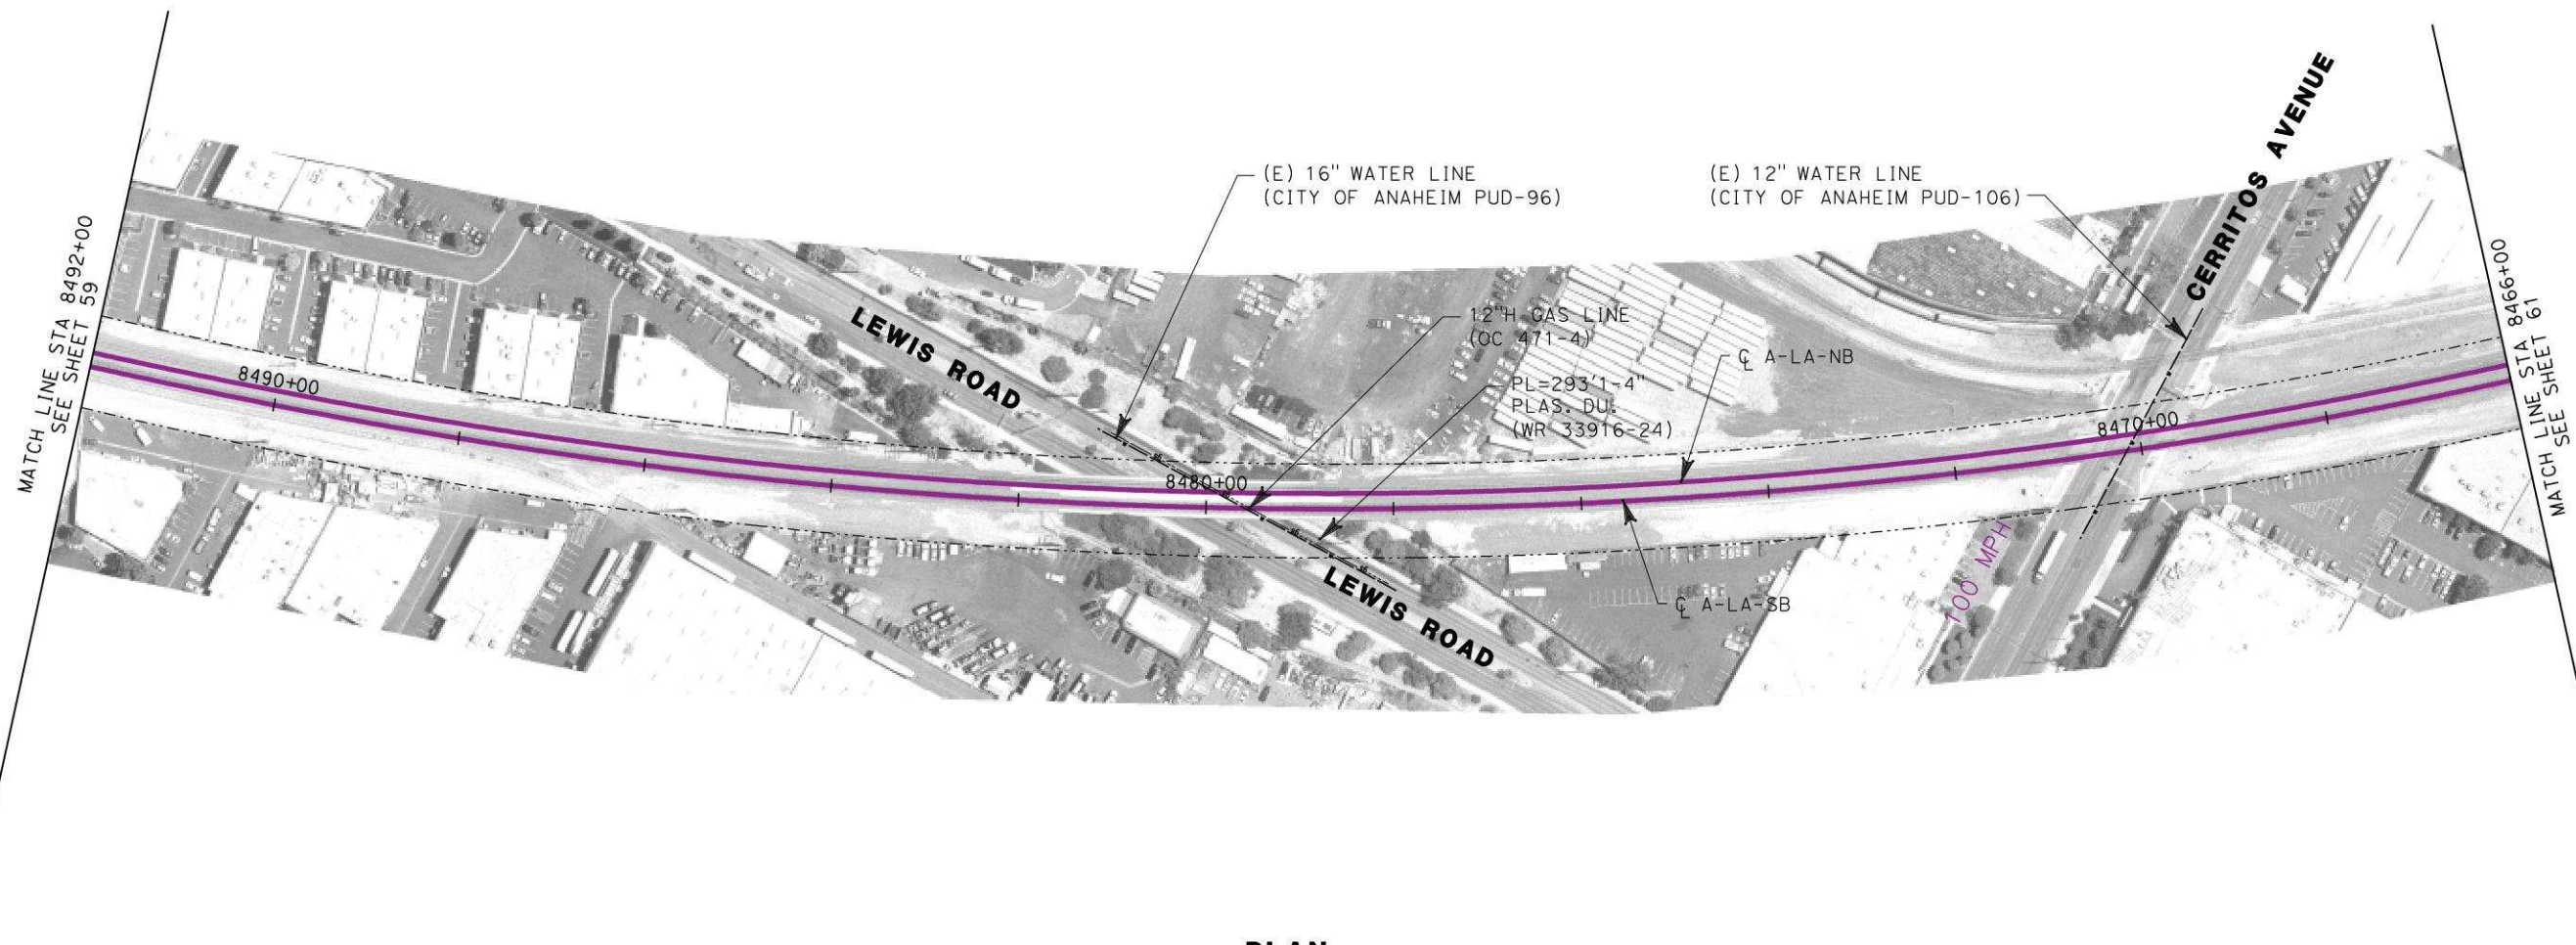 MATCH LINE STA 8492+00
SEE SHEET 59
8490+00
LEWIS ROAD
(E) 16" WATER LINE
(CITY OF ANAHEIM PUD-96)
12"H GAS LINE
(OC 471-4)
PL=293'1-4"
PLAS. DU.
(WR 33916-24)
8480+00
LEWIS ROAD
℄ A-LA-NB
℄ A-LA-SB
(E) 12" WATER LINE
(CITY OF ANAHEIM PUD-106)
CERRITOS AVENUE
8470+00
100 MPH
MATCH LINE STA 8466+00
SEE SHEET 61
PLAN